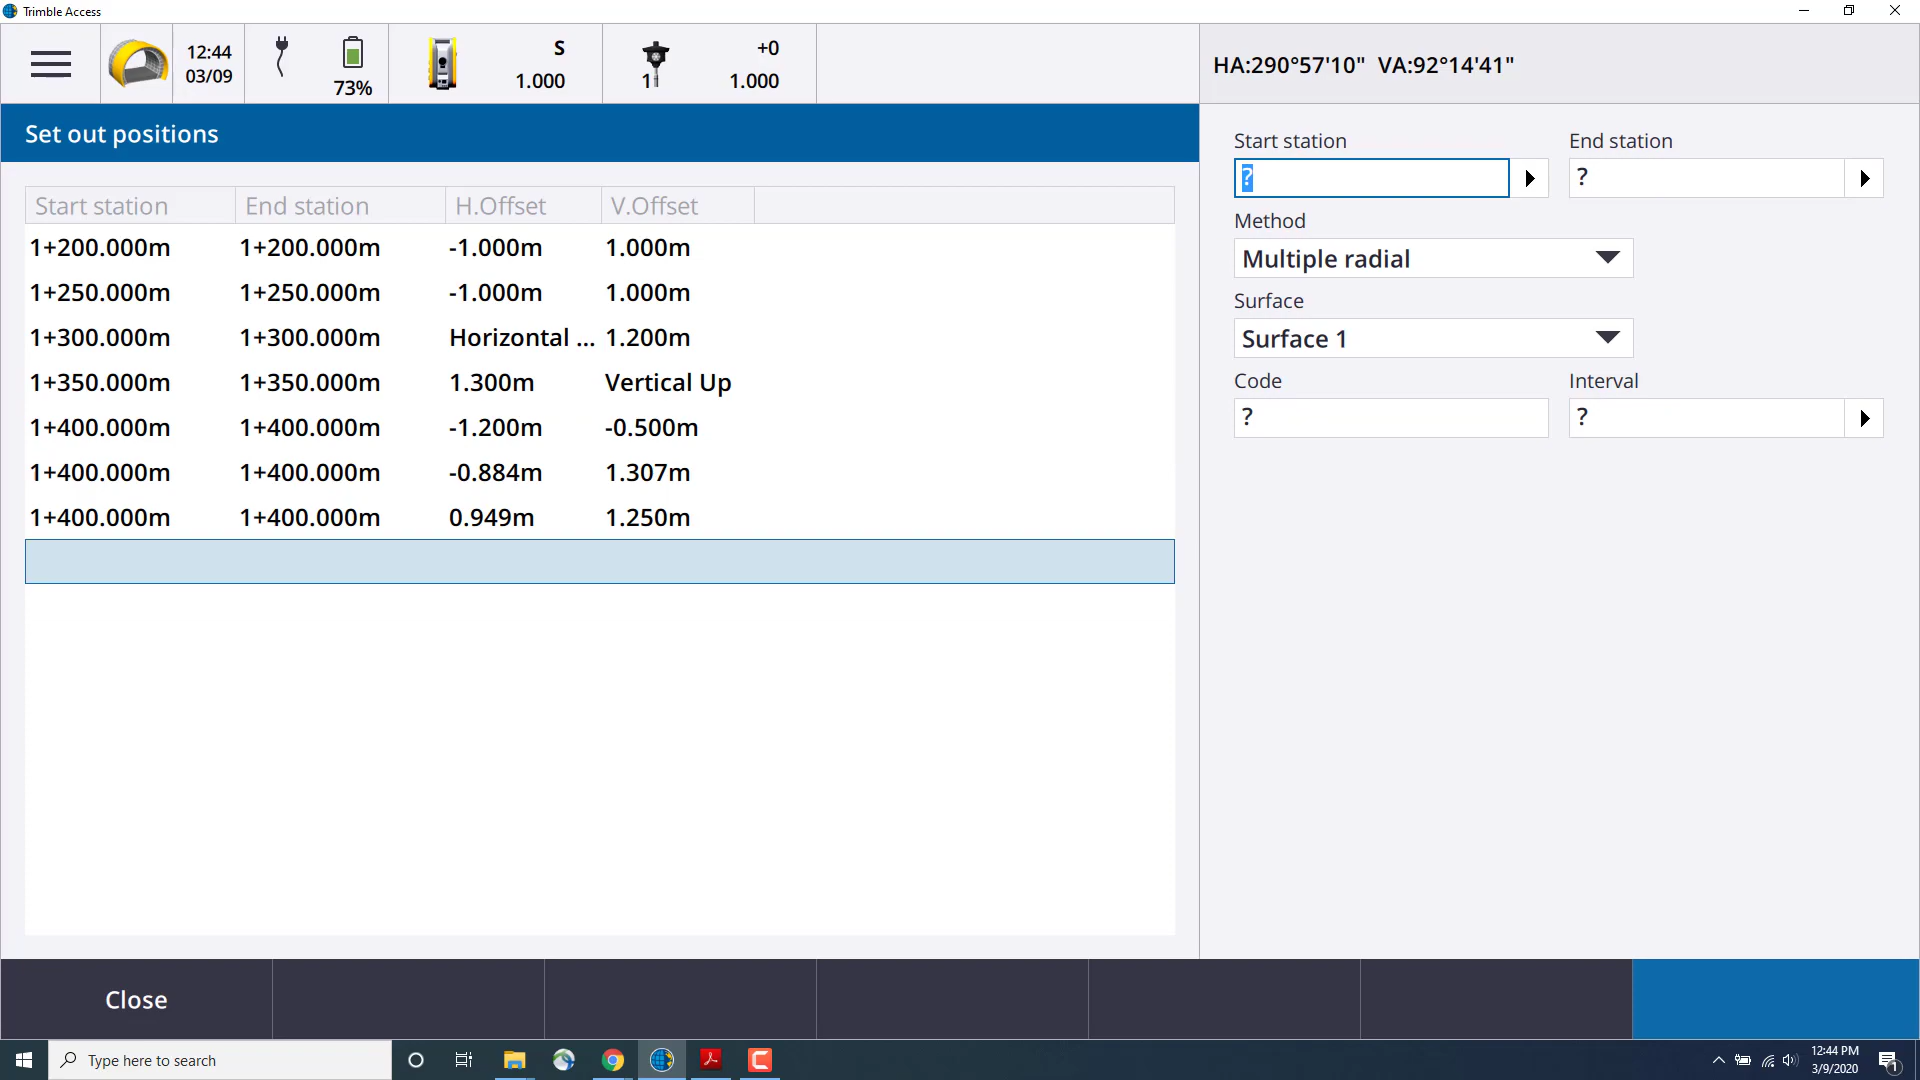 Trimble Access
12:44
03/09
73%
S
1.000
1
+0
1.000
HA:290°57'10" VA:92°14'41"
Set out positions
Start station End station H.Offset V.Offset
1+200.000m 1+200.000m -1.000m 1.000m
1+250.000m 1+250.000m -1.000m 1.000m
1+300.000m 1+300.000m Horizontal ... 1.200m
1+350.000m 1+350.000m 1.300m Vertical Up
1+400.000m 1+400.000m -1.200m -0.500m
1+400.000m 1+400.000m -0.884m 1.307m
1+400.000m 1+400.000m 0.949m 1.250m
Start station End station
? ?
Method
Multiple radial
Surface
Surface 1
Code Interval
? ?
Close
Type here to search
12:44 PM
3/9/2020
1